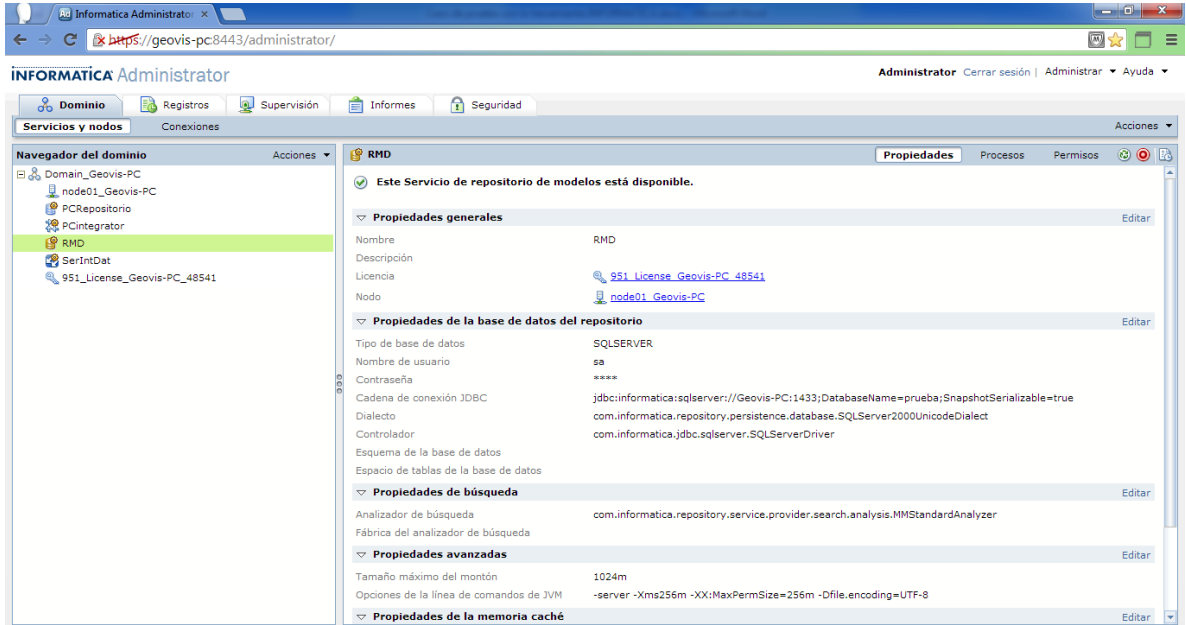 Informatica Administrator
https://geovis-pc:8443/administrator/
INFORMATICA Administrator
Administrator Cerrar sesión | Administrar Ayuda
Dominio Registros Supervisión Informes Seguridad
Servicios y nodos Conexiones Acciones
Navegador del dominio Acciones
Domain_Geovis-PC
node01_Geovis-PC
PCRepositorio
PCintegrator
RMD
SerIntDat
951_License_Geovis-PC_48541
RMD Propiedades Procesos Permisos
Este Servicio de repositorio de modelos está disponible.
Propiedades generales Editar
Nombre RMD
Descripción
Licencia 951_License_Geovis-PC_48541
Nodo node01_Geovis-PC
Propiedades de la base de datos del repositorio Editar
Tipo de base de datos SQLSERVER
Nombre de usuario sa
Contraseña ****
Cadena de conexión JDBC jdbc:informatica:sqlserver://Geovis-PC:1433;DatabaseName=prueba;SnapshotSerializable=true
Dialecto com.informatica.repository.persistence.database.SQLServer2000UnicodeDialect
Controlador com.informatica.jdbc.sqlserver.SQLServerDriver
Esquema de la base de datos
Espacio de tablas de la base de datos
Propiedades de búsqueda Editar
Analizador de búsqueda com.informatica.repository.service.provider.search.analysis.MMStandardAnalyzer
Fábrica del analizador de búsqueda
Propiedades avanzadas Editar
Tamaño máximo del montón 1024m
Opciones de la línea de comandos de JVM -server -Xms256m -XX:MaxPermSize=256m -Dfile.encoding=UTF-8
Propiedades de la memoria caché Editar